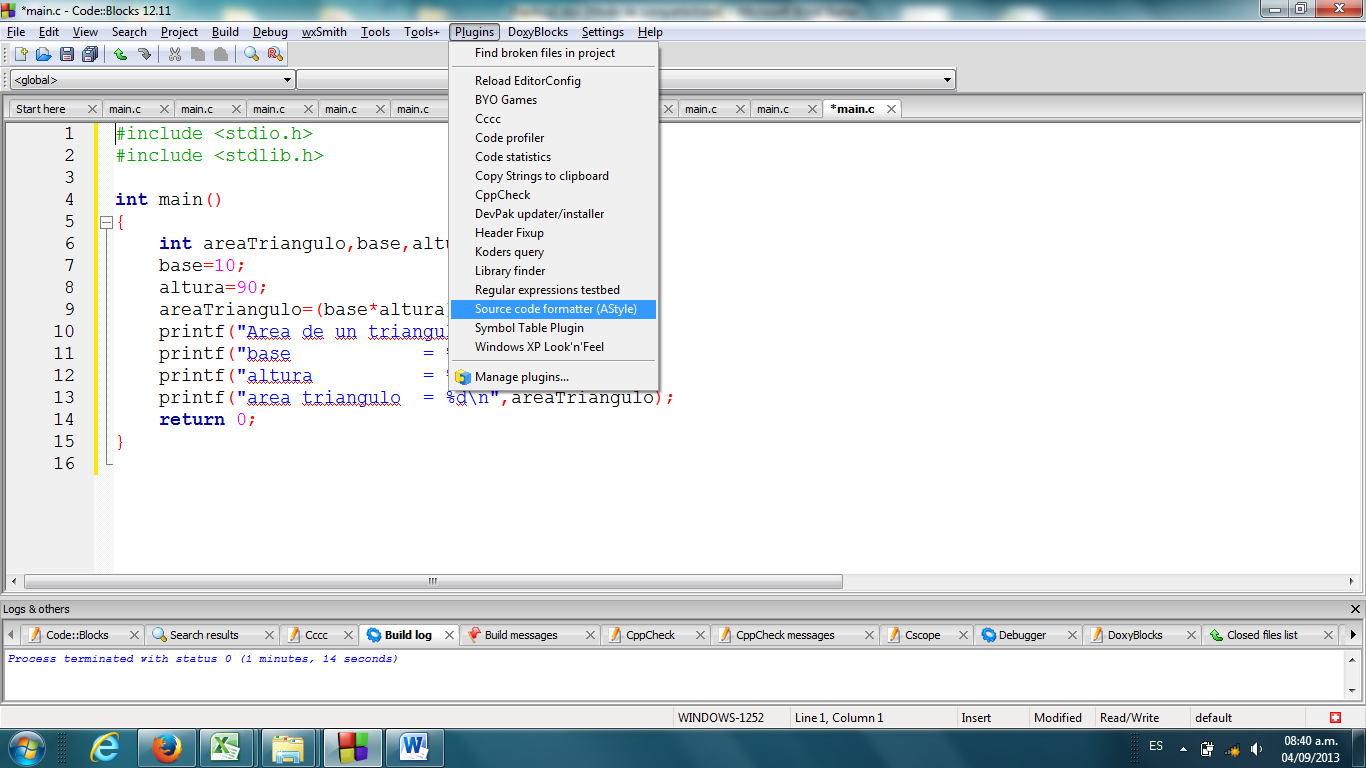 *main.c - Code::Blocks 12.11
File Edit View Search Project Build Debug wxSmith Tools Tools+ Plugins DoxyBlocks Settings Help
<global>
Start here main.c main.c main.c main.c main.c main.c main.c *main.c
Find broken files in project
Reload EditorConfig
BYO Games
Cccc
Code profiler
Code statistics
Copy Strings to clipboard
CppCheck
DevPak updater/installer
Header Fixup
Koders query
Library finder
Regular expressions testbed
Source code formatter (AStyle)
Symbol Table Plugin
Windows XP Look'n'Feel
Manage plugins...
1 #include <stdio.h>
2 #include <stdlib.h>
3
4 int main()
5 {
6 int areaTriangulo,base,altu
7 base=10;
8 altura=90;
9 areaTriangulo=(base*altura)
10 printf("Area de un triangul
11 printf("base =
12 printf("altura =
13 printf("area triangulo = %d\n",areaTriangulo);
14 return 0;
15 }
16
Logs & others
Code::Blocks Search results Cccc Build log Build messages CppCheck CppCheck messages Cscope Debugger DoxyBlocks Closed files list
Process terminated with status 0 (1 minutes, 14 seconds)
WINDOWS-1252 Line 1, Column 1 Insert Modified Read/Write default
ES 08:40 a.m.
04/09/2013